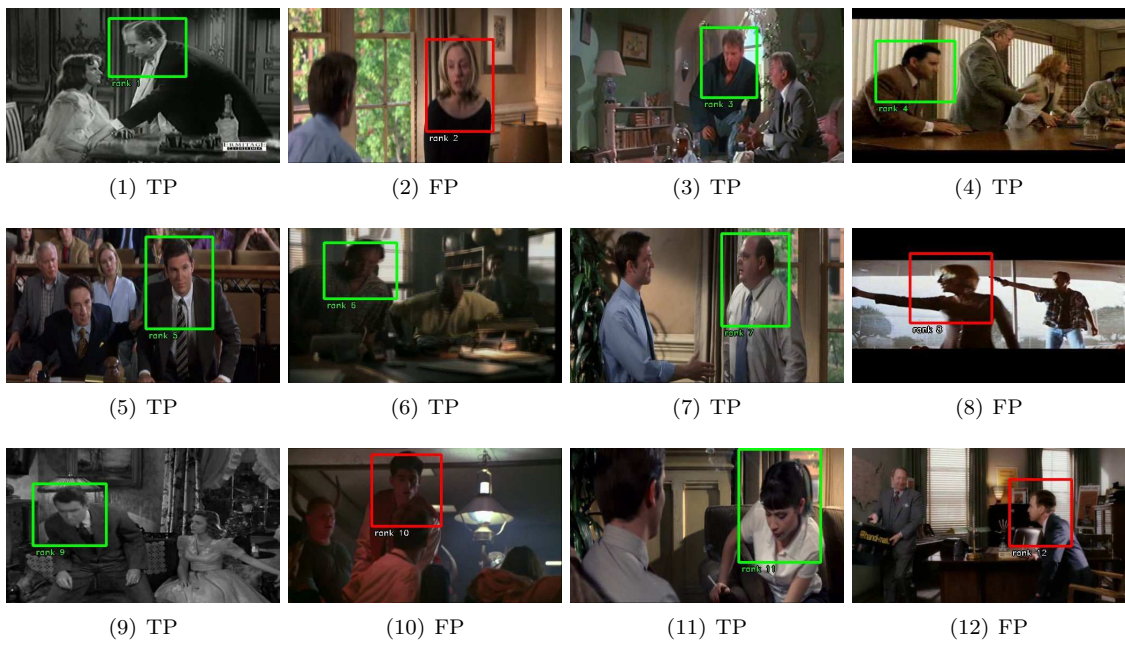 rank 1
ERMITAGE
(1) TP
rank 2
(2) FP
rank 3
(3) TP
rank 4
(4) TP
rank 5
(5) TP
rank 6
(6) TP
rank 7
(7) TP
rank 8
(8) FP
rank 9
(9) TP
rank 10
(10) FP
rank 11
(11) TP
rank 12
(12) FP